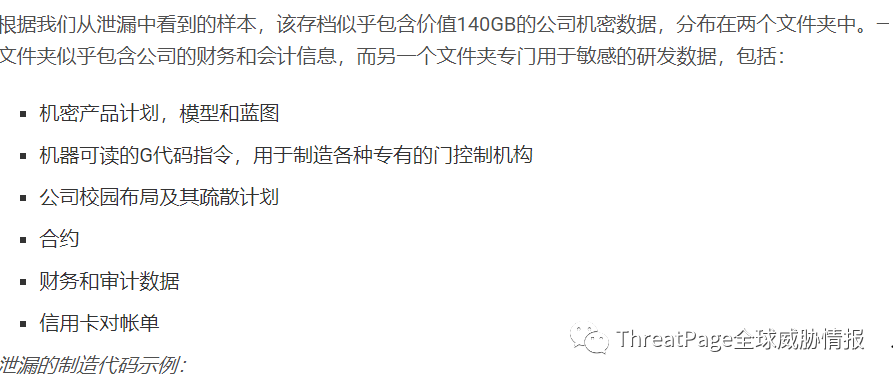 根据我们从泄漏中看到的样本，该存档似乎包含价值140GB的公司机密数据，分布在两个文件夹中。一
文件夹似乎包含公司的财务和会计信息，而另一个文件夹专门用于敏感的研发数据，包括：
▪ 机密产品计划，模型和蓝图
▪ 机器可读的G代码指令，用于制造各种专有的门控制机构
▪ 公司校园布局及其疏散计划
▪ 合约
▪ 财务和审计数据
▪ 信用卡对帐单
ThreatPage全球威胁情报
泄漏的制造代码示例：